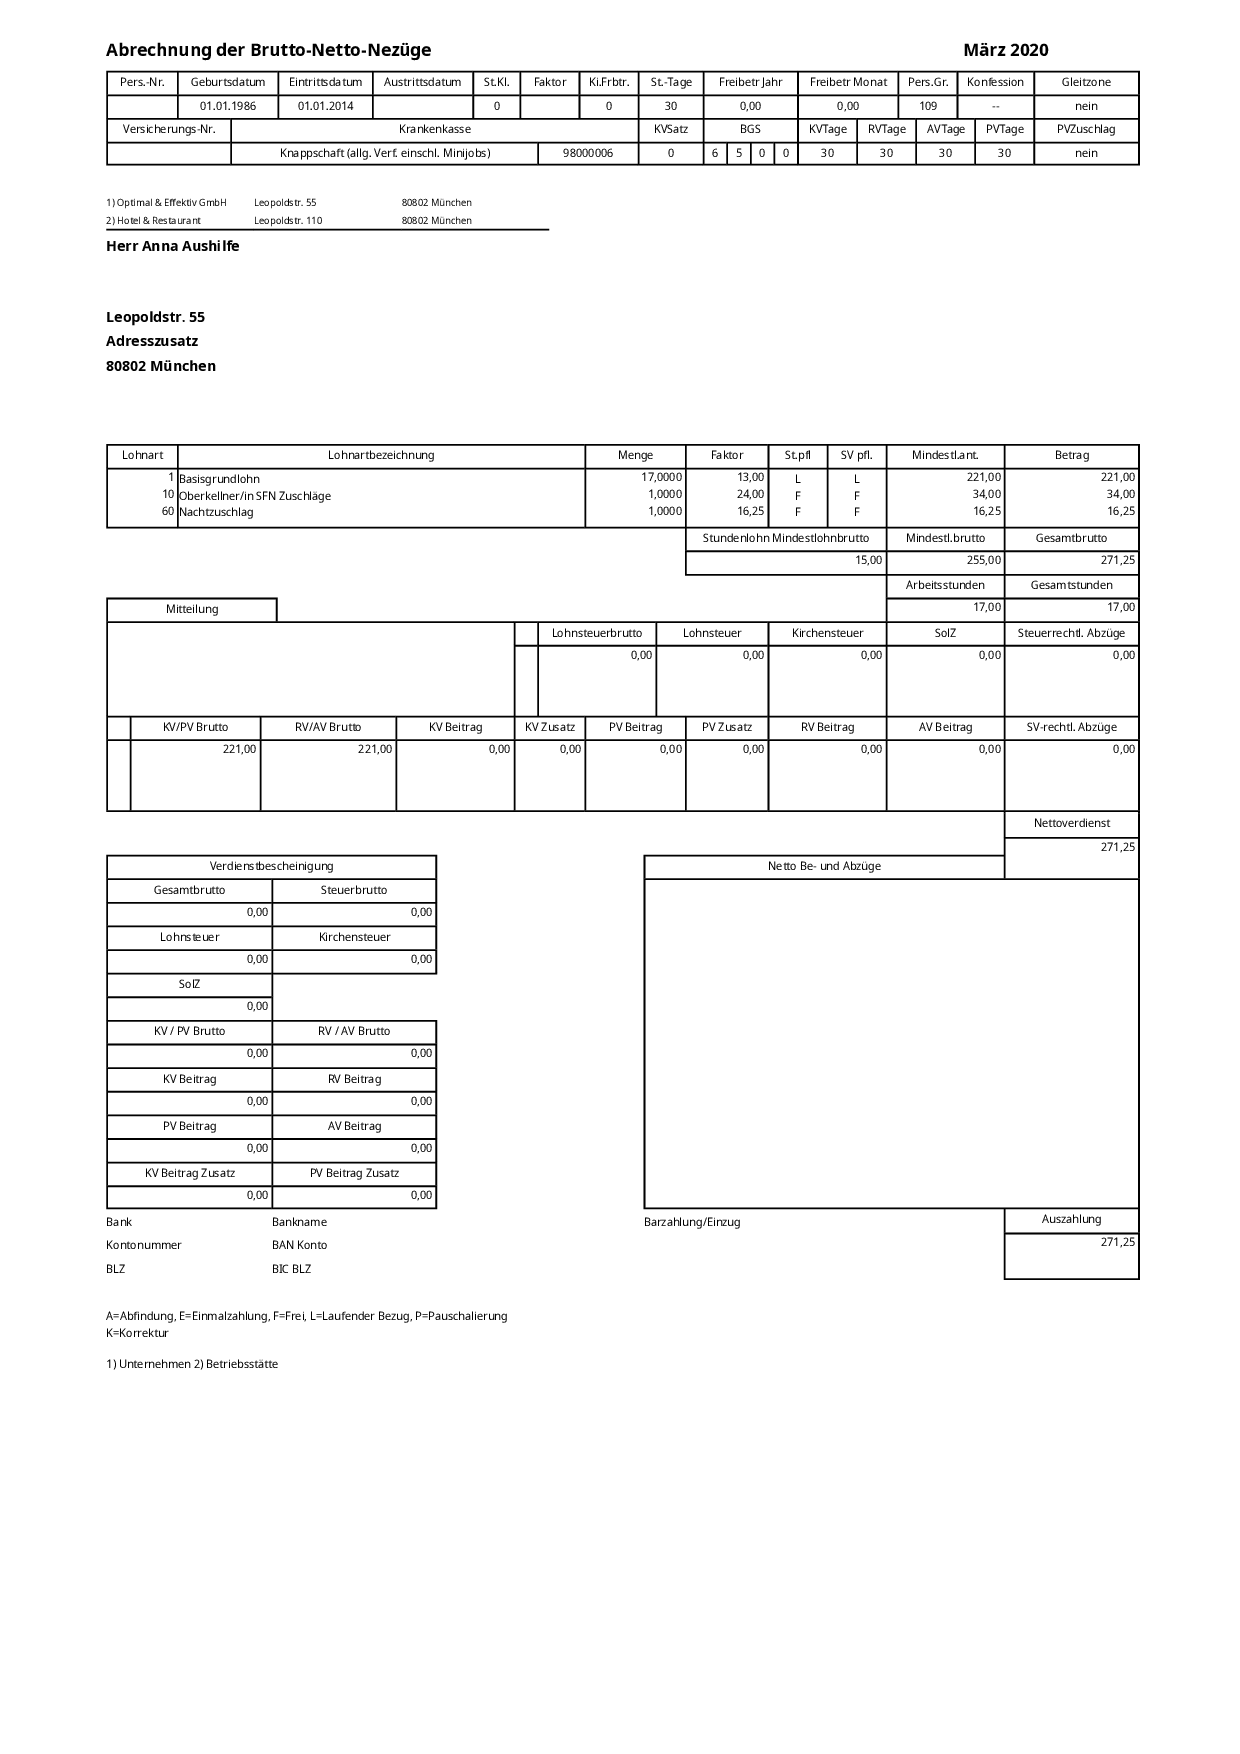 Abrechnung der Brutto-Netto-Nezüge März 2020
Pers.-Nr. Geburtsdatum Eintrittsdatum Austrittsdatum St.Kl. Faktor Ki.Frbtr. St.-Tage Freibetr Jahr Freibetr Monat Pers.Gr. Konfession Gleitzone
01.01.1986 01.01.2014 0 0 30 0,00 0,00 109 -- nein
Versicherungs-Nr. Krankenkasse KVSatz BGS KVTage RVTage AVTage PVTage PVZuschlag
Knappschaft (allg. Verf. einschl. Minijobs) 98000006 0 6 5 0 0 30 30 30 30 nein
1) Optimal & Effektiv GmbH Leopoldstr. 55 80802 München
2) Hotel & Restaurant Leopoldstr. 110 80802 München
Herr Anna Aushilfe
Leopoldstr. 55
Adresszusatz
80802 München
Lohnart Lohnartbezeichnung Menge Faktor St.pfl SV pfl. Mindestl.ant. Betrag
1 Basisgrundlohn 17,0000 13,00 L L 221,00 221,00
10 Oberkellner/in SFN Zuschläge 1,0000 24,00 F F 34,00 34,00
60 Nachtzuschlag 1,0000 16,25 F F 16,25 16,25
Stundenlohn Mindestlohnbrutto Mindestl.brutto Gesamtbrutto
15,00 255,00 271,25
Arbeitsstunden Gesamtstunden
Mitteilung 17,00 17,00
Lohnsteuerbrutto Lohnsteuer Kirchensteuer SolZ Steuerrechtl. Abzüge
0,00 0,00 0,00 0,00 0,00
KV/PV Brutto RV/AV Brutto KV Beitrag KV Zusatz PV Beitrag PV Zusatz RV Beitrag AV Beitrag SV-rechtl. Abzüge
221,00 221,00 0,00 0,00 0,00 0,00 0,00 0,00 0,00
Nettoverdienst
271,25
Verdienstbescheinigung Netto Be- und Abzüge
Gesamtbrutto Steuerbrutto
0,00 0,00
Lohnsteuer Kirchensteuer
0,00 0,00
SolZ
0,00
KV / PV Brutto RV / AV Brutto
0,00 0,00
KV Beitrag RV Beitrag
0,00 0,00
PV Beitrag AV Beitrag
0,00 0,00
KV Beitrag Zusatz PV Beitrag Zusatz
0,00 0,00
Bank Bankname Barzahlung/Einzug Auszahlung
Kontonummer BAN Konto 271,25
BLZ BIC BLZ
A=Abfindung, E=Einmalzahlung, F=Frei, L=Laufender Bezug, P=Pauschalierung
K=Korrektur
1) Unternehmen 2) Betriebsstätte